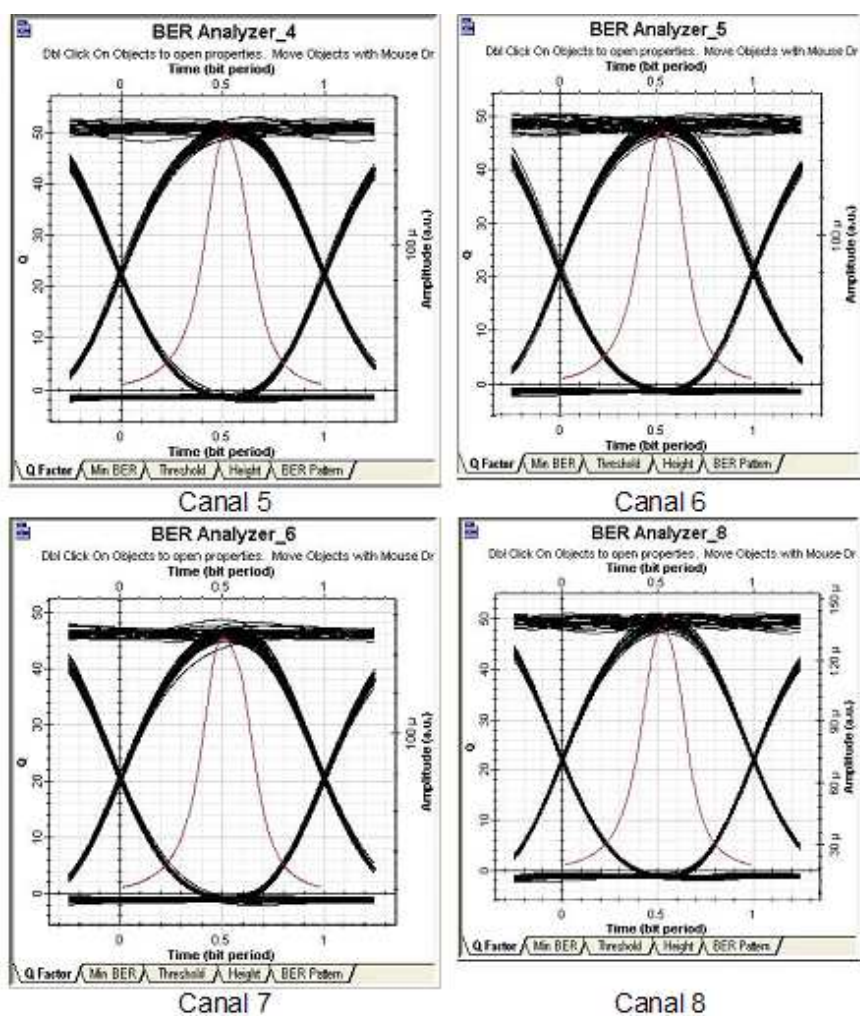 BER Analyzer_4
Dbl Click On Objects to open properties. Move Objects with Mouse Dr
Time (bit period)
0 0.5 1
50
40
30
20
10
0
Q
100 µ
Amplitude (a.u.)
0 0.5 1
Time (bit period)
Q Factor Min BER Threshold Height BER Pattern
Canal 5
BER Analyzer_5
Dbl Click On Objects to open properties. Move Objects with Mouse Dr
Time (bit period)
0 0.5 1
50
40
30
20
10
0
Q
100 µ
Amplitude (a.u.)
0 0.5 1
Time (bit period)
Q Factor Min BER Threshold Height BER Pattern
Canal 6
BER Analyzer_6
Dbl Click On Objects to open properties. Move Objects with Mouse Dr
Time (bit period)
0 0.5 1
50
40
30
20
10
0
Q
100 µ
Amplitude (a.u.)
0 0.5 1
Time (bit period)
Q Factor Min BER Threshold Height BER Pattern
Canal 7
BER Analyzer_8
Dbl Click On Objects to open properties. Move Objects with Mouse Dr
Time (bit period)
0 0.5 1
50
40
30
20
10
0
Q
150 µ
120 µ
90 µ
60 µ
30 µ
Amplitude (a.u.)
0 0.5 1
Time (bit period)
Q Factor Min BER Threshold Height BER Pattern
Canal 8